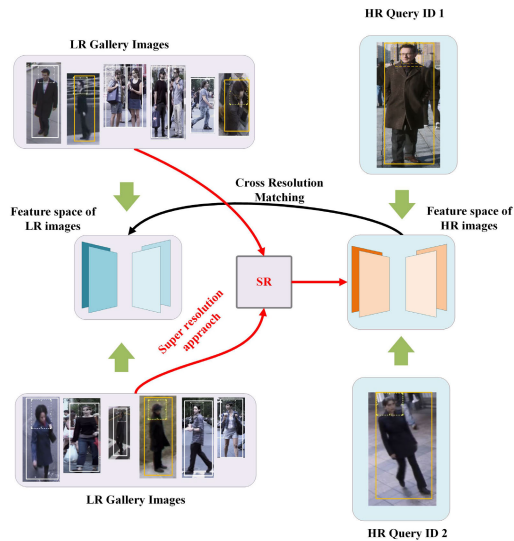 LR Gallery Images
HR Query ID 1
Cross Resolution
Matching
Feature space of
LR images
Feature space of
HR images
SR
Super resolution
appraoch
LR Gallery Images
HR Query ID 2